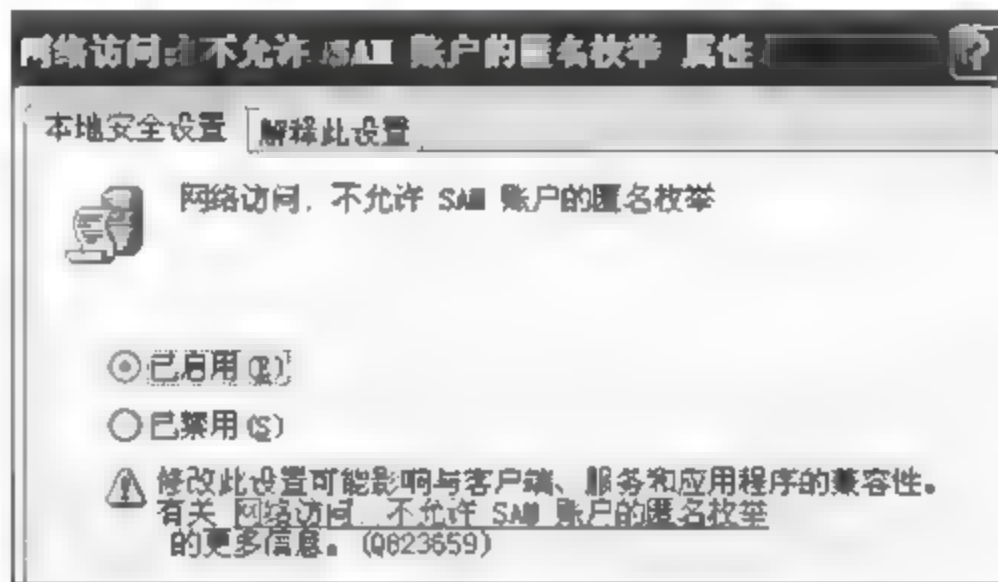 网络访问: 不允许 SAM 账户的匿名枚举 属性
本地安全设置 解释此设置
网络访问: 不允许 SAM 账户的匿名枚举
已启用(E)
已禁用(S)
修改此设置可能影响与客户端、服务和应用程序的兼容性。
有关 网络访问: 不允许 SAM 账户的匿名枚举
的更多信息。(Q823659)